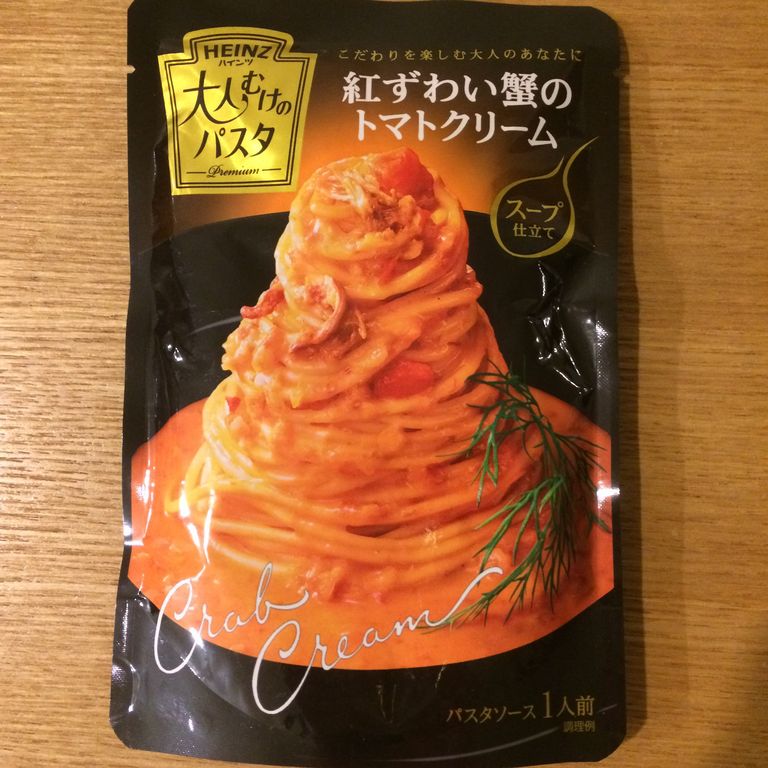 HEINZ
ハインツ
大人むけの
パスタ
Premium
こだわりを楽しむ大人のあなたに
紅ずわい蟹の
トマトクリーム
スープ
仕立て
Crab
Cream
パスタソース 1人前
調理例